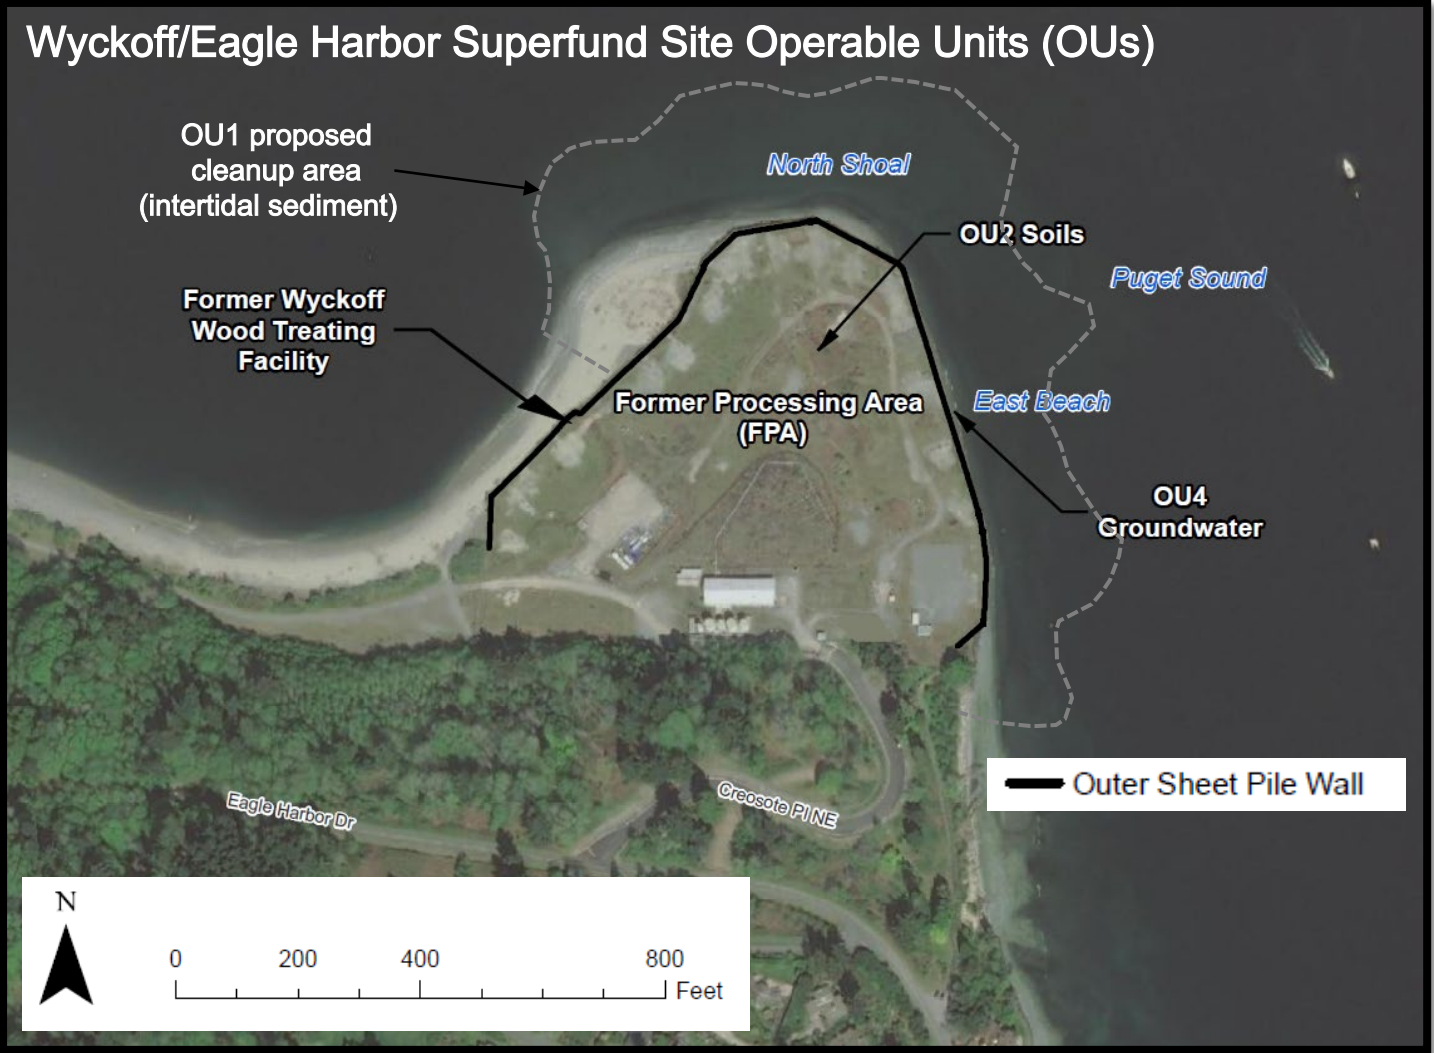 Wyckoff/Eagle Harbor Superfund Site Operable Units (OUs)
OU1 proposed
cleanup area
(intertidal sediment)
North Shoal
OU2 Soils
Puget Sound
Former Wyckoff
Wood Treating
Facility
Former Processing Area
(FPA)
East Beach
OU4
Groundwater
Outer Sheet Pile Wall
Creosote Pl NE
Eagle Harbor Dr
N
0 200 400 800
Feet